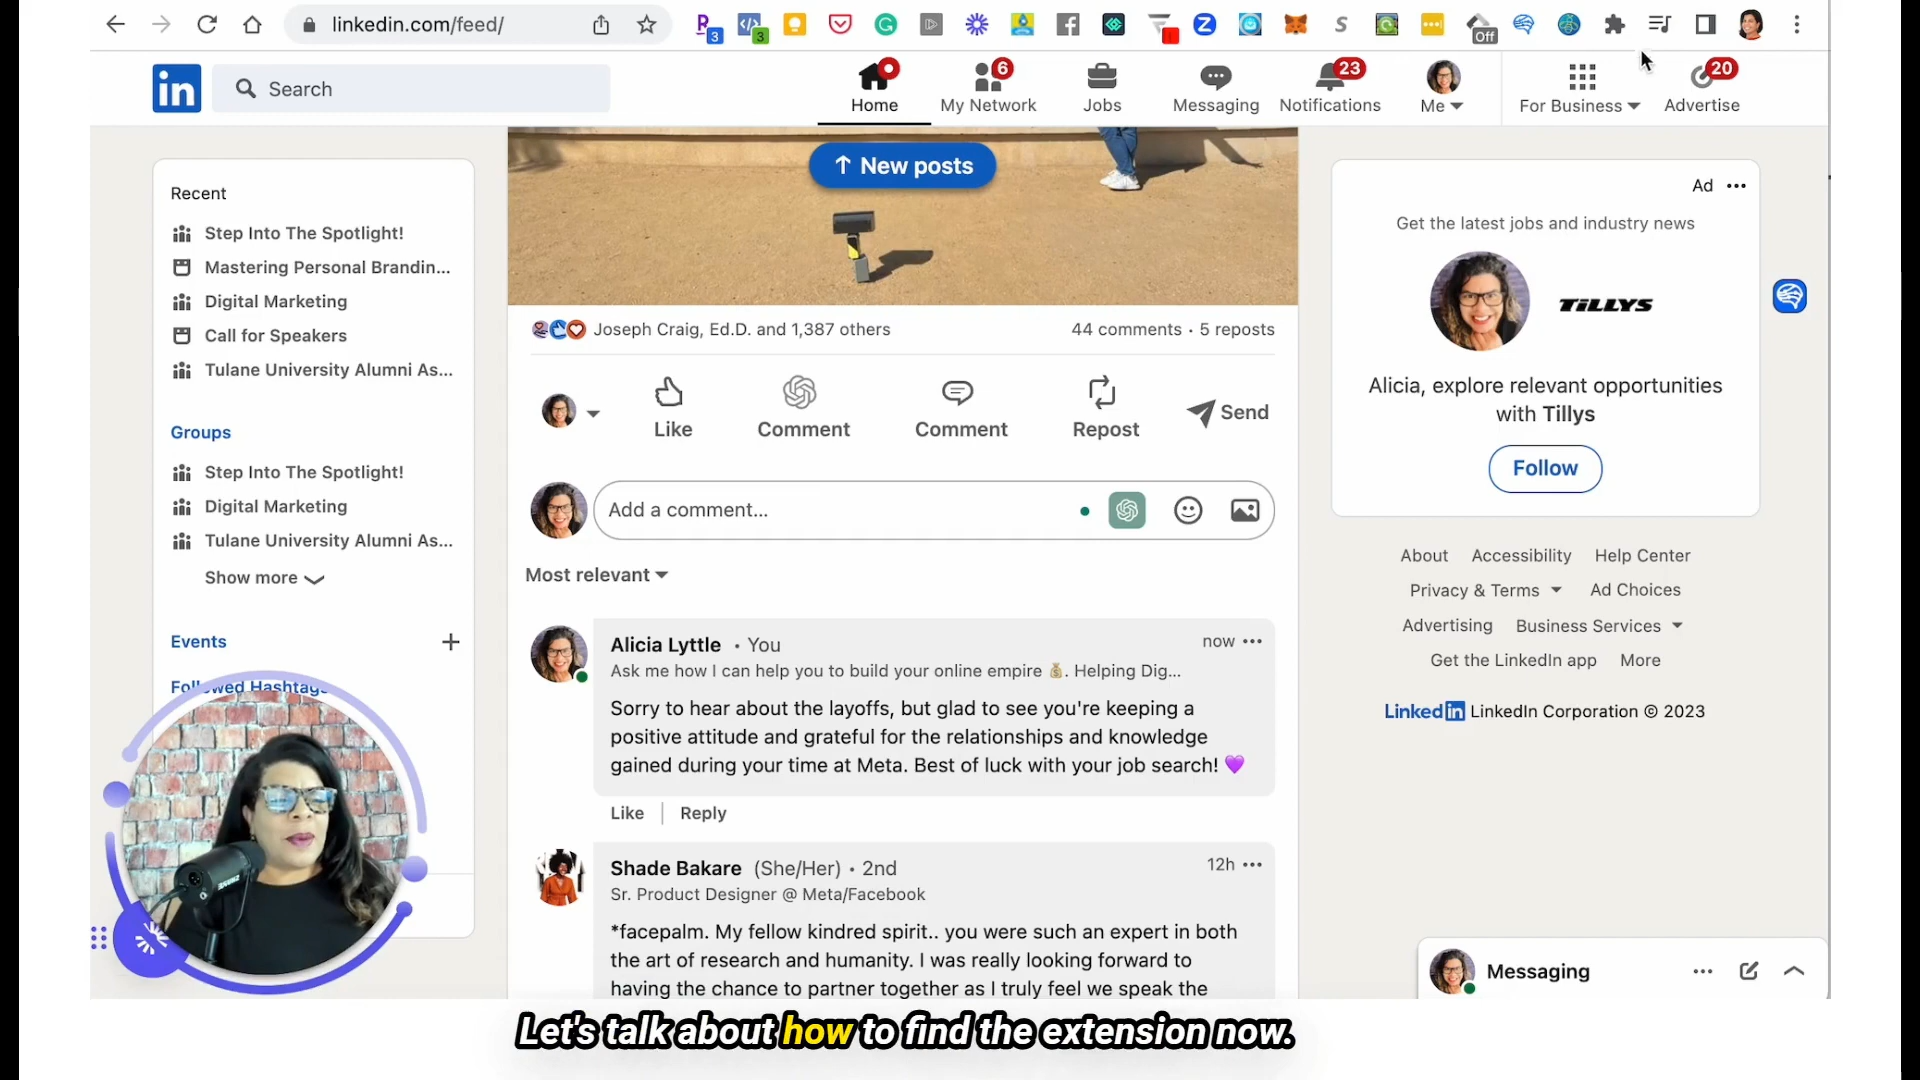 linkedin.com/feed/
3
3
Off
in
Search
Home
6
My Network
Jobs
Messaging
23
Notifications
Me
For Business
20
Advertise
Recent
Step Into The Spotlight!
Mastering Personal Brandin...
Digital Marketing
Call for Speakers
Tulane University Alumni As...
Groups
Step Into The Spotlight!
Digital Marketing
Tulane University Alumni As...
Show more
Events
Followed Hashtags
↑ New posts
Joseph Craig, Ed.D. and 1,387 others
44 comments • 5 reposts
Like
Comment
Comment
Repost
Send
Add a comment...
Most relevant
Alicia Lyttle • You
now
Ask me how I can help you to build your online empire 💰. Helping Dig...
Sorry to hear about the layoffs, but glad to see you're keeping a
positive attitude and grateful for the relationships and knowledge
gained during your time at Meta. Best of luck with your job search! 💜
Like
Reply
Shade Bakare (She/Her) • 2nd
12h
Sr. Product Designer @ Meta/Facebook
*facepalm. My fellow kindred spirit.. you were such an expert in both
the art of research and humanity. I was really looking forward to
having the chance to partner together as I truly feel we speak the
Ad
Get the latest jobs and industry news
TILLYS
Alicia, explore relevant opportunities
with Tillys
Follow
About Accessibility Help Center
Privacy & Terms Ad Choices
Advertising Business Services
Get the LinkedIn app More
LinkedIn LinkedIn Corporation © 2023
Messaging
Let's talk about how to find the extension now.